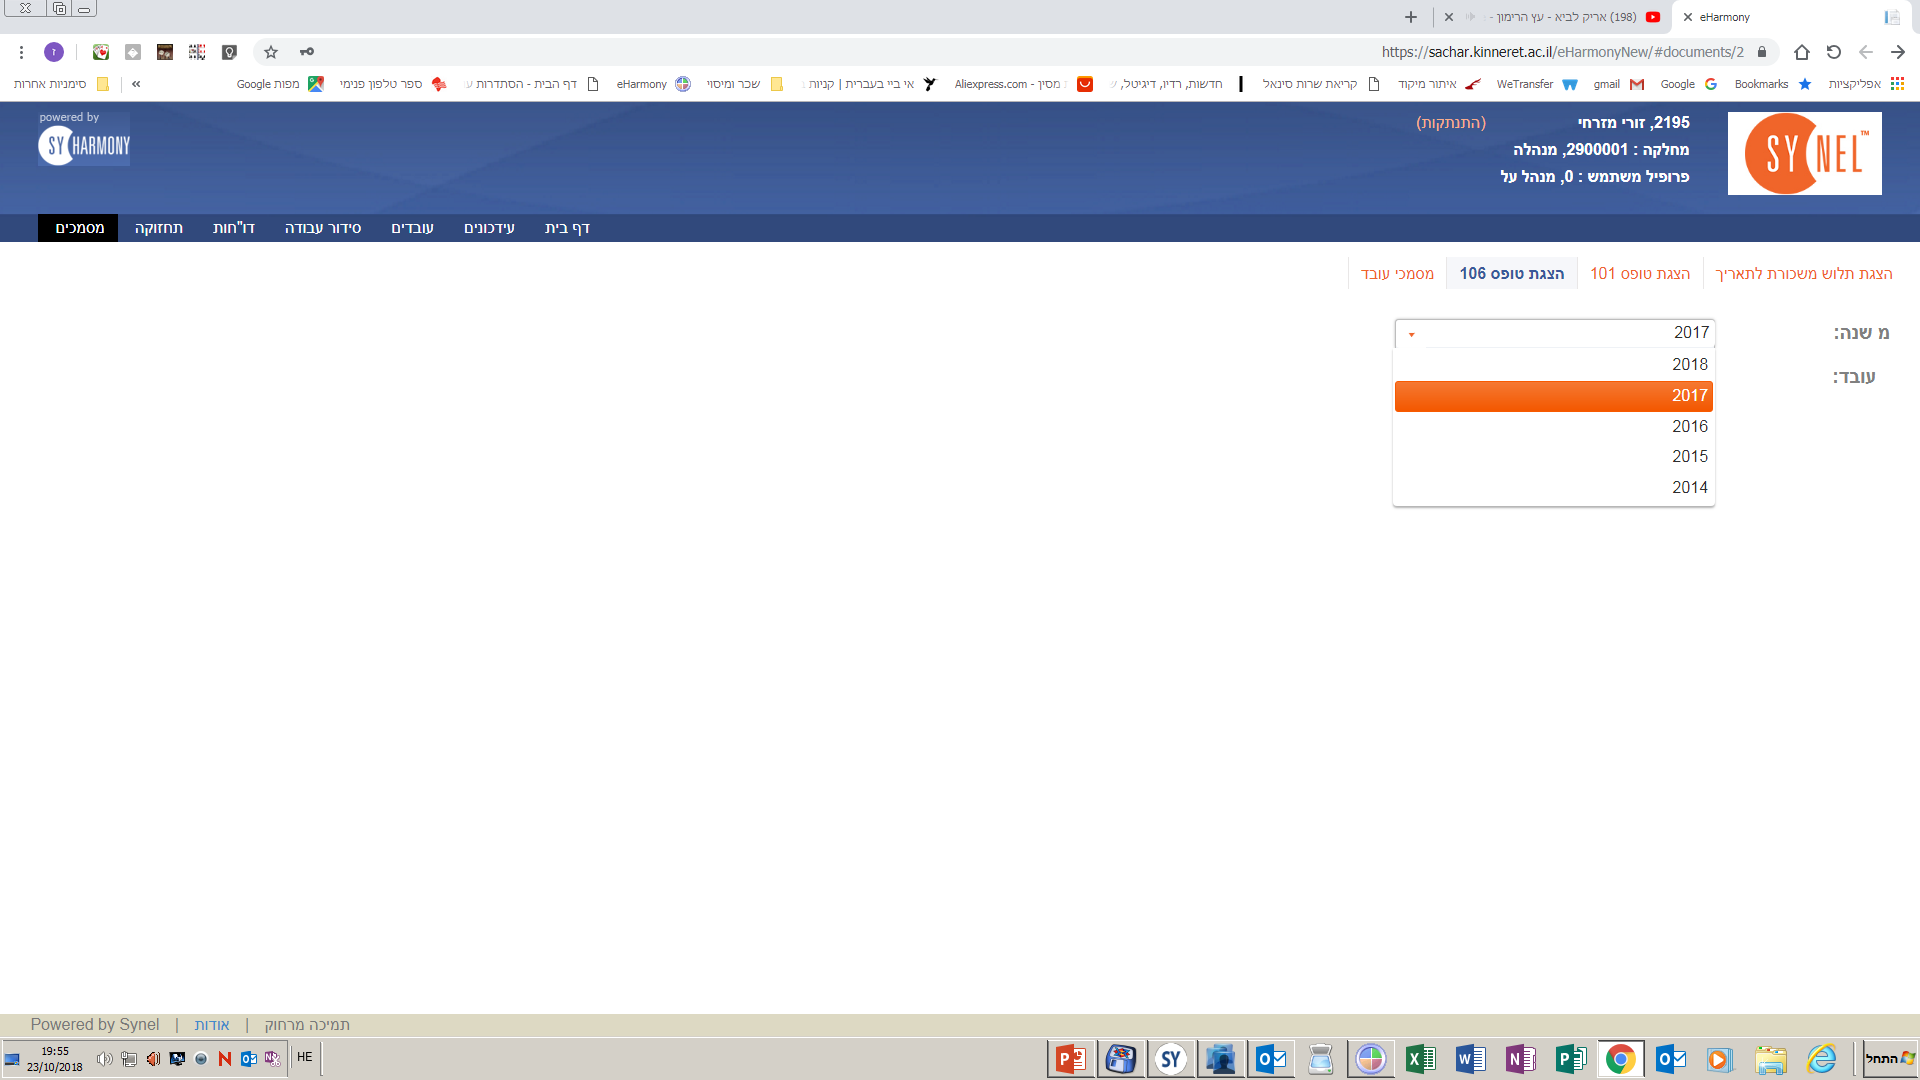 eHarmony
(198) אריק לביא - עץ הרימון -
https://sachar.kinneret.ac.il/eHarmonyNew/#documents/2
אפליקציות Bookmarks Google gmail WeTransfer איתור מיקוד קריאת שרות סינאל חדשות, רדיו, דיגיטל, Aliexpress.com - מסין אי ביי בעברית | קניות שכר ומיסוי eHarmony דף הבית - הסתדרות ספר טלפון פנימי מפות Google » סימניות אחרות
SYNEL™
2195, זורי מזרחי (התנתקות)
מחלקה : 2900001, מנהלה
פרופיל משתמש : 0, מנהל על
powered by
SYHARMONY
דף בית עידכונים עובדים סידור עבודה דו"חות תחזוקה מסמכים
הצגת תלוש משכורת לתאריך הצגת טופס 101 הצגת טופס 106 מסמכי עובד
מ שנה: 2017
2018
עובד:
2017
2016
2015
2014
תמיכה מרחוק | אודות | Powered by Synel
התחל
HE
19:55
23/10/2018